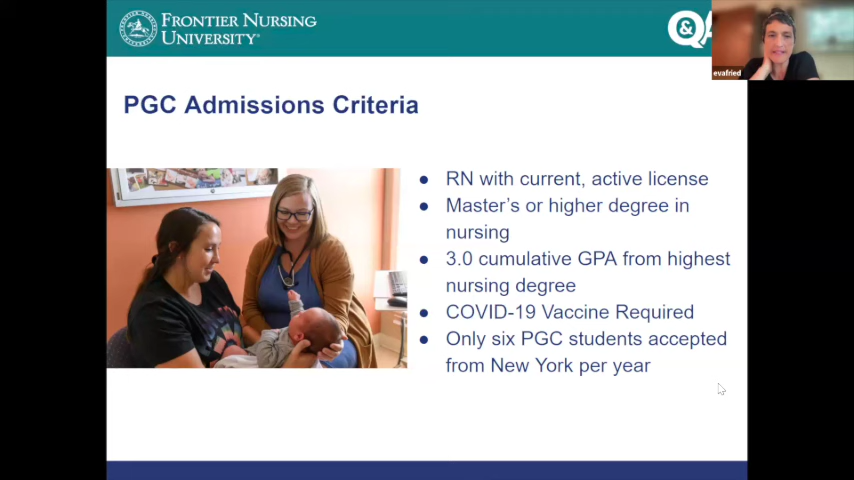 FRONTIER NURSING
UNIVERSITY®
Q&A
evafried
PGC Admissions Criteria
● RN with current, active license
● Master’s or higher degree in
nursing
● 3.0 cumulative GPA from highest
nursing degree
● COVID-19 Vaccine Required
● Only six PGC students accepted
from New York per year